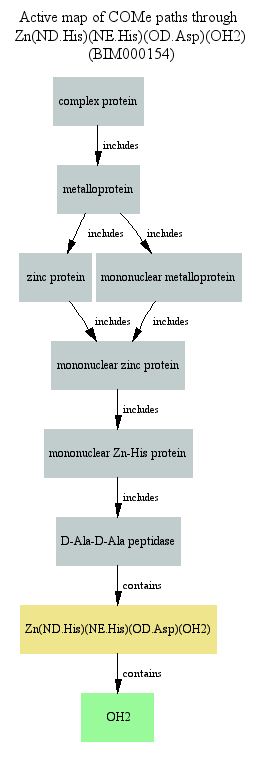 Active map of COMe paths through
Zn(ND.His)(NE.His)(OD.Asp)(OH2)
(BIM000154)
complex protein
includes
metalloprotein
includes
includes
zinc protein
mononuclear metalloprotein
includes
includes
mononuclear zinc protein
includes
mononuclear Zn-His protein
includes
D-Ala-D-Ala peptidase
contains
Zn(ND.His)(NE.His)(OD.Asp)(OH2)
contains
OH2